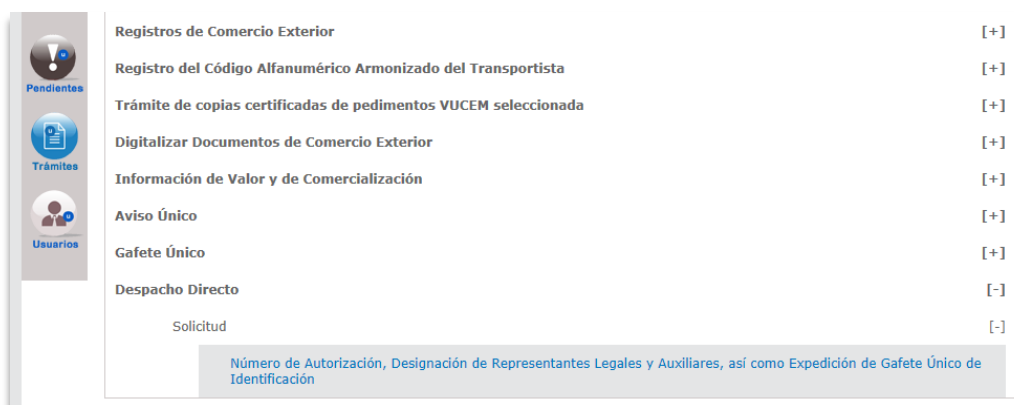 Registros de Comercio Exterior [+]
Registro del Código Alfanumérico Armonizado del Transportista [+]
Pendientes
Trámite de copias certificadas de pedimentos VUCEM seleccionada [+]
Digitalizar Documentos de Comercio Exterior [+]
Trámites
Información de Valor y de Comercialización [+]
Aviso Único [+]
Usuarios
Gafete Único [+]
Despacho Directo [-]
Solicitud [-]
Número de Autorización, Designación de Representantes Legales y Auxiliares, así como Expedición de Gafete Único de
Identificación